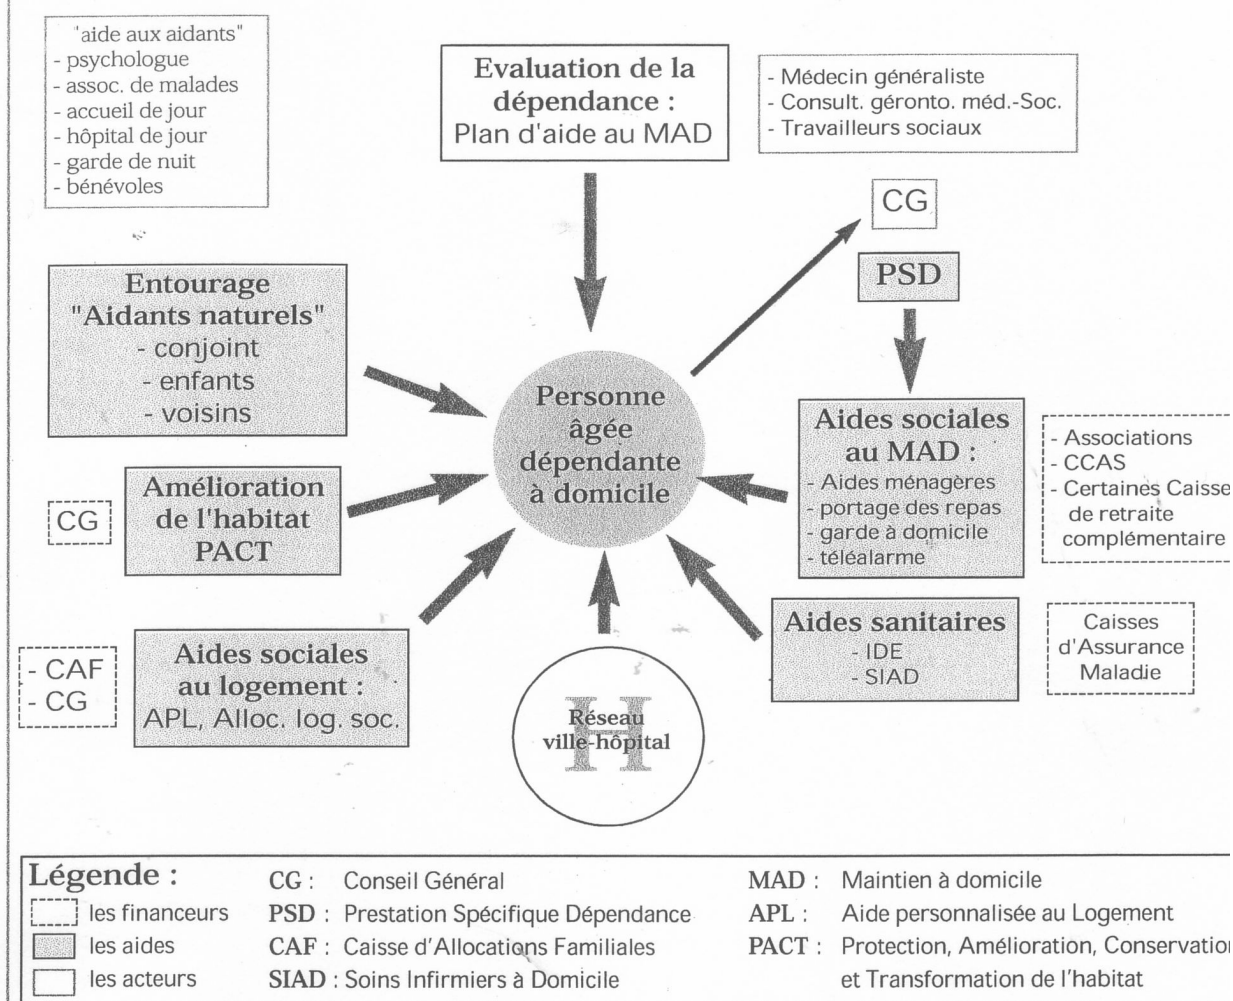 "aide aux aidants"
- psychologue
- assoc. de malades
- accueil de jour
- hôpital de jour
- garde de nuit
- bénévoles
Evaluation de la
dépendance :
Plan d'aide au MAD
- Médecin généraliste
- Consult. géronto. méd.-Soc.
- Travailleurs sociaux
CG
PSD
Entourage
"Aidants naturels"
- conjoint
- enfants
- voisins
Personne
âgée
dépendante
à domicile
Aides sociales
au MAD :
- Aides ménagères
- portage des repas
- garde à domicile
- téléalarme
- Associations
- CCAS
- Certaines Caisse
de retraite
complémentaire
CG
Amélioration
de l'habitat
PACT
Aides sanitaires
- IDE
- SIAD
Caisses
d'Assurance
Maladie
- CAF
- CG
Aides sociales
au logement :
APL, Alloc. log. soc.
H
Réseau
ville-hôpital
Légende :
les financeurs
les aides
les acteurs
CG : Conseil Général
PSD : Prestation Spécifique Dépendance
CAF : Caisse d'Allocations Familiales
SIAD : Soins Infirmiers à Domicile
MAD : Maintien à domicile
APL : Aide personnalisée au Logement
PACT : Protection, Amélioration, Conservation
et Transformation de l'habitat